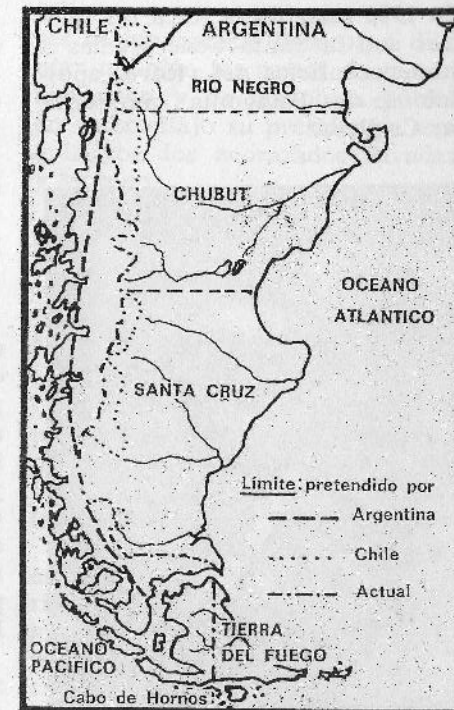 CHILE
ARGENTINA
RIO NEGRO
CHUBUT
OCEANO
ATLANTICO
SANTA CRUZ
Límite: pretendido por
Argentina
Chile
Actual
TIERRA
DEL FUEGO
OCEANO
PACIFICO
Cabo de Hornos